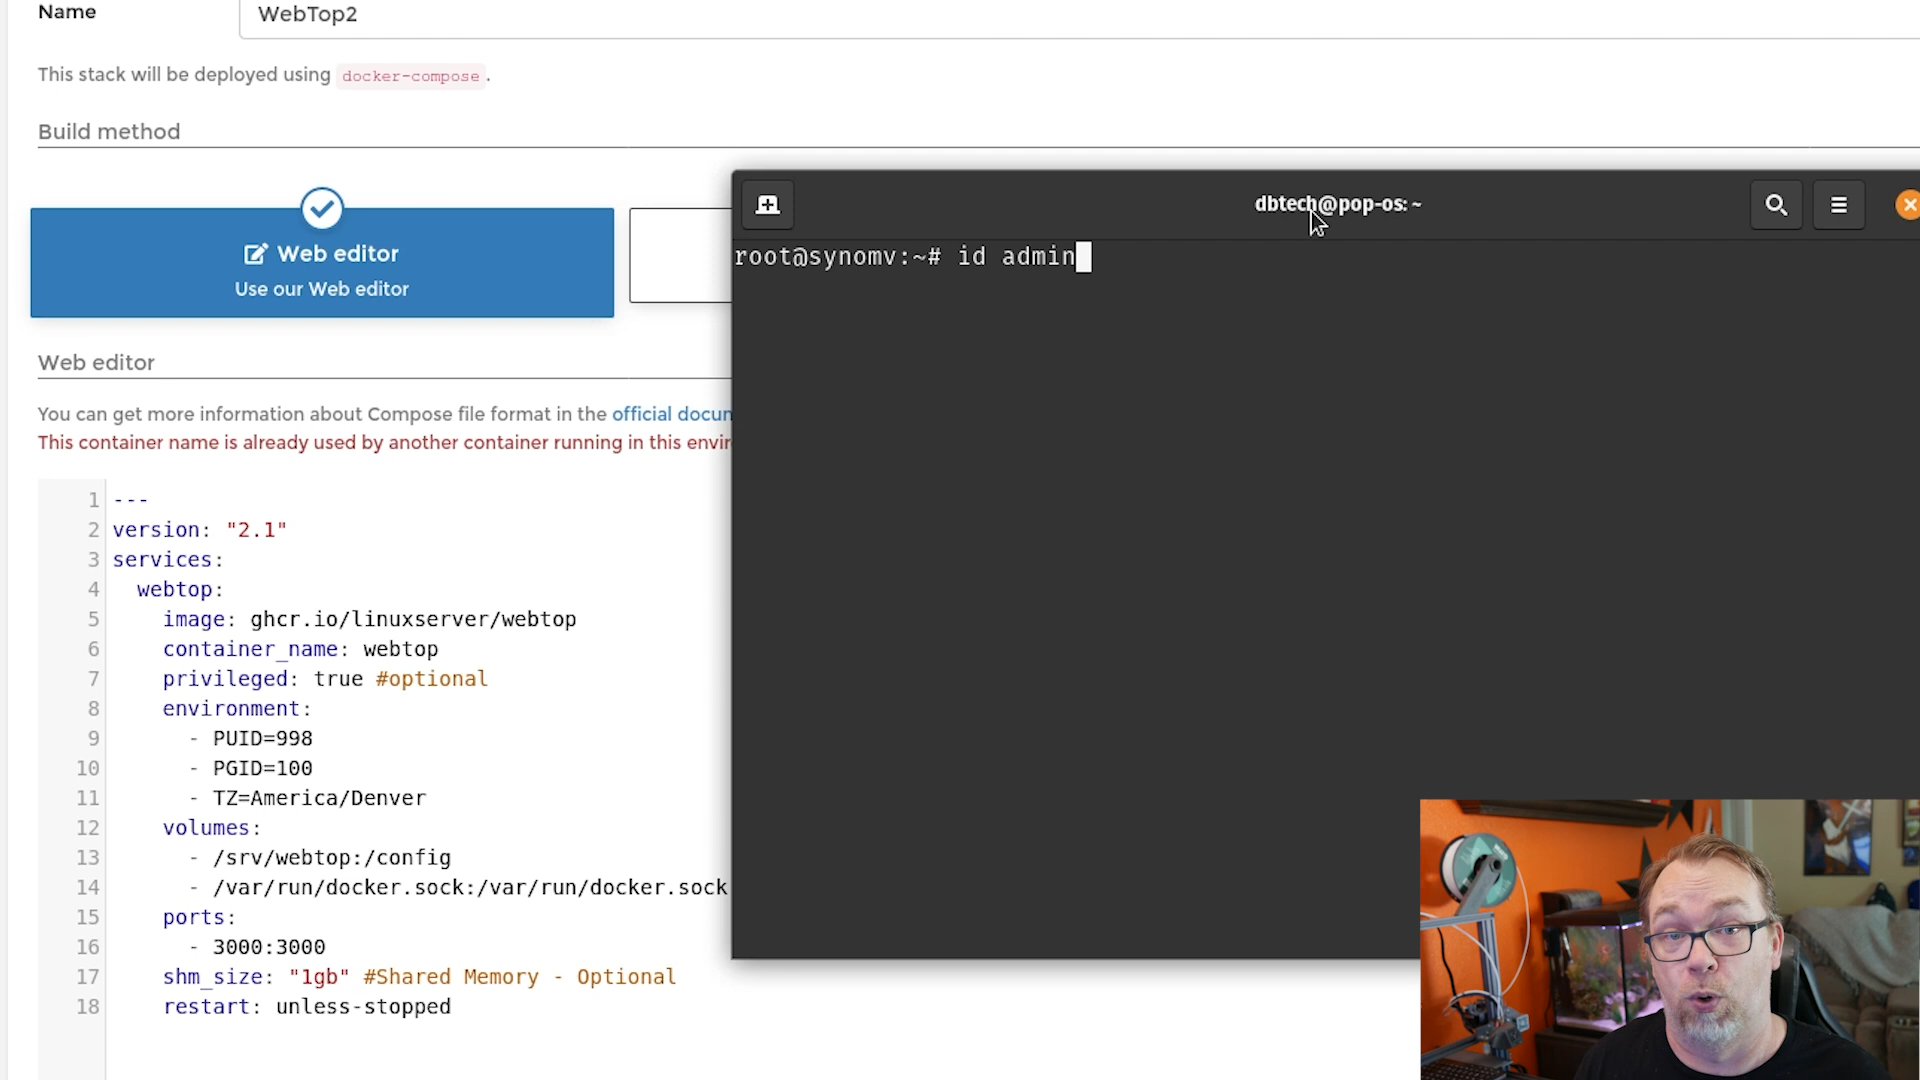 Name
WebTop2
This stack will be deployed using docker-compose.
Build method
Web editor
Use our Web editor
Web editor
You can get more information about Compose file format in the official
This container name is already used by another container running in this
1 ---
2 version: "2.1"
3 services:
4 webtop:
5 image: ghcr.io/linuxserver/webtop
6 container_name: webtop
7 privileged: true #optional
8 environment:
9 - PUID=998
10 - PGID=100
11 - TZ=America/Denver
12 volumes:
13 - /srv/webtop:/config
14 - /var/run/docker.sock:/var/run/docker.sock
15 ports:
16 - 3000:3000
17 shm_size: "1gb" #Shared Memory - Optional
18 restart: unless-stopped
dbtech@pop-os: ~
root@synomv:~# id admin